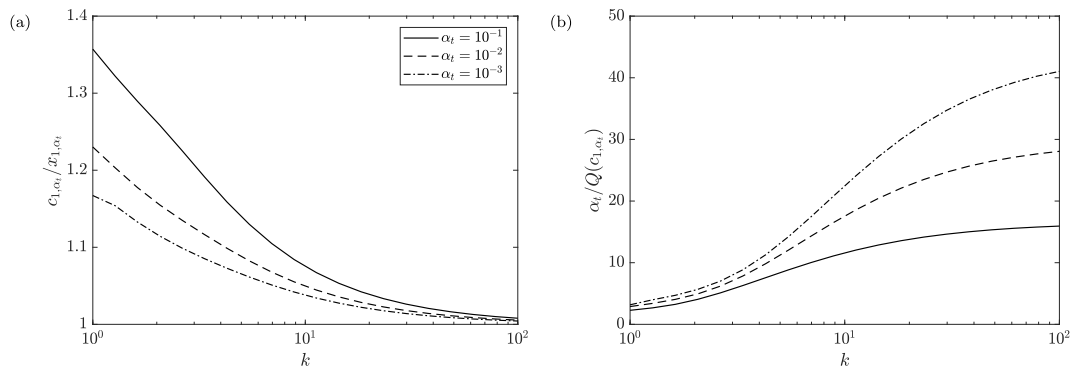 (a)
1.4
1.3
1.2
1.1
1
c_{1,α_t}/x_{1,α_t}
α_t = 10^{-1}
α_t = 10^{-2}
α_t = 10^{-3}
10^0
10^1
10^2
k
(b)
50
40
30
20
10
0
α_t/Q(c_{1,α_t})
10^0
10^1
10^2
k